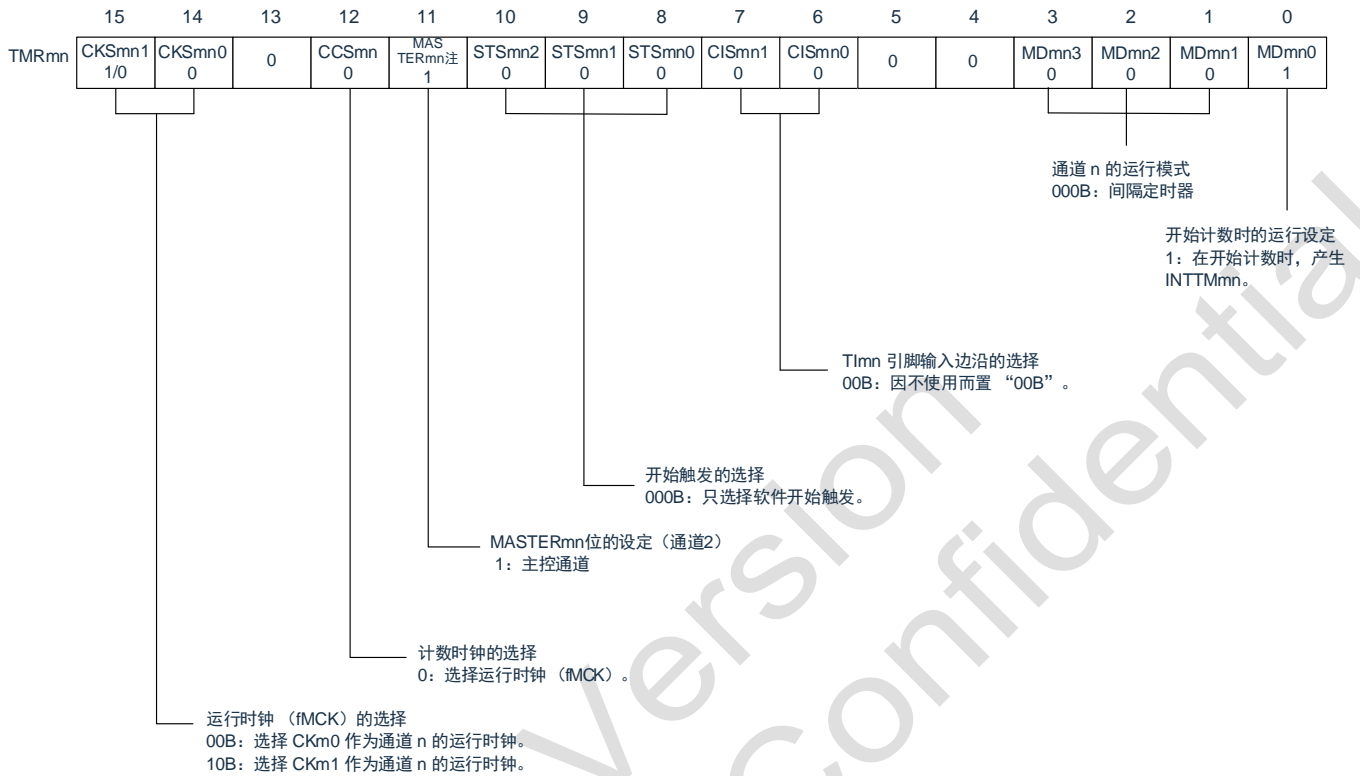 15 14 13 12 11 10 9 8 7 6 5 4 3 2 1 0
TMRmn CKSmn1 CKSmn0 0 CCSmn MAS STSmn2 STSmn1 STSmn0 CISmn1 CISmn0 0 0 MDmn3 MDmn2 MDmn1 MDmn0
TERmn注
1/0 0 0 1 0 0 0 0 0 0 0 0 1
通道 n 的运行模式
000B：间隔定时器
开始计数时的运行设定
1：在开始计数时，产生
INTTMmn。
TImn 引脚输入边沿的选择
00B：因不使用而置 “00B”。
开始触发的选择
000B：只选择软件开始触发。
MASTERmn位的设定（通道2）
1：主控通道
计数时钟的选择
0：选择运行时钟 （fMCK）。
运行时钟 （fMCK）的选择
00B：选择 CKm0 作为通道 n 的运行时钟。
10B：选择 CKm1 作为通道 n 的运行时钟。
Version
Confidential